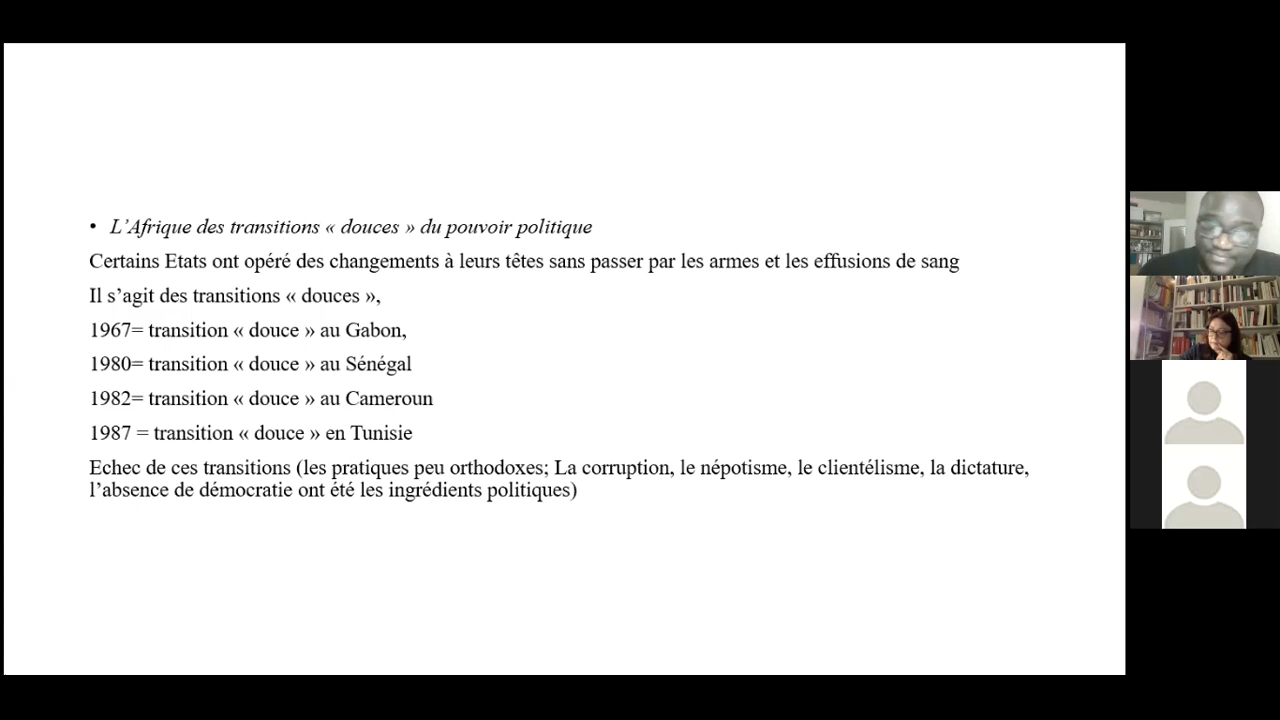 • L’Afrique des transitions « douces » du pouvoir politique
Certains Etats ont opéré des changements à leurs têtes sans passer par les armes et les effusions de sang
Il s’agit des transitions « douces »,
1967= transition « douce » au Gabon,
1980= transition « douce » au Sénégal
1982= transition « douce » au Cameroun
1987 = transition « douce » en Tunisie
Echec de ces transitions (les pratiques peu orthodoxes; La corruption, le népotisme, le clientélisme, la dictature,
l’absence de démocratie ont été les ingrédients politiques)